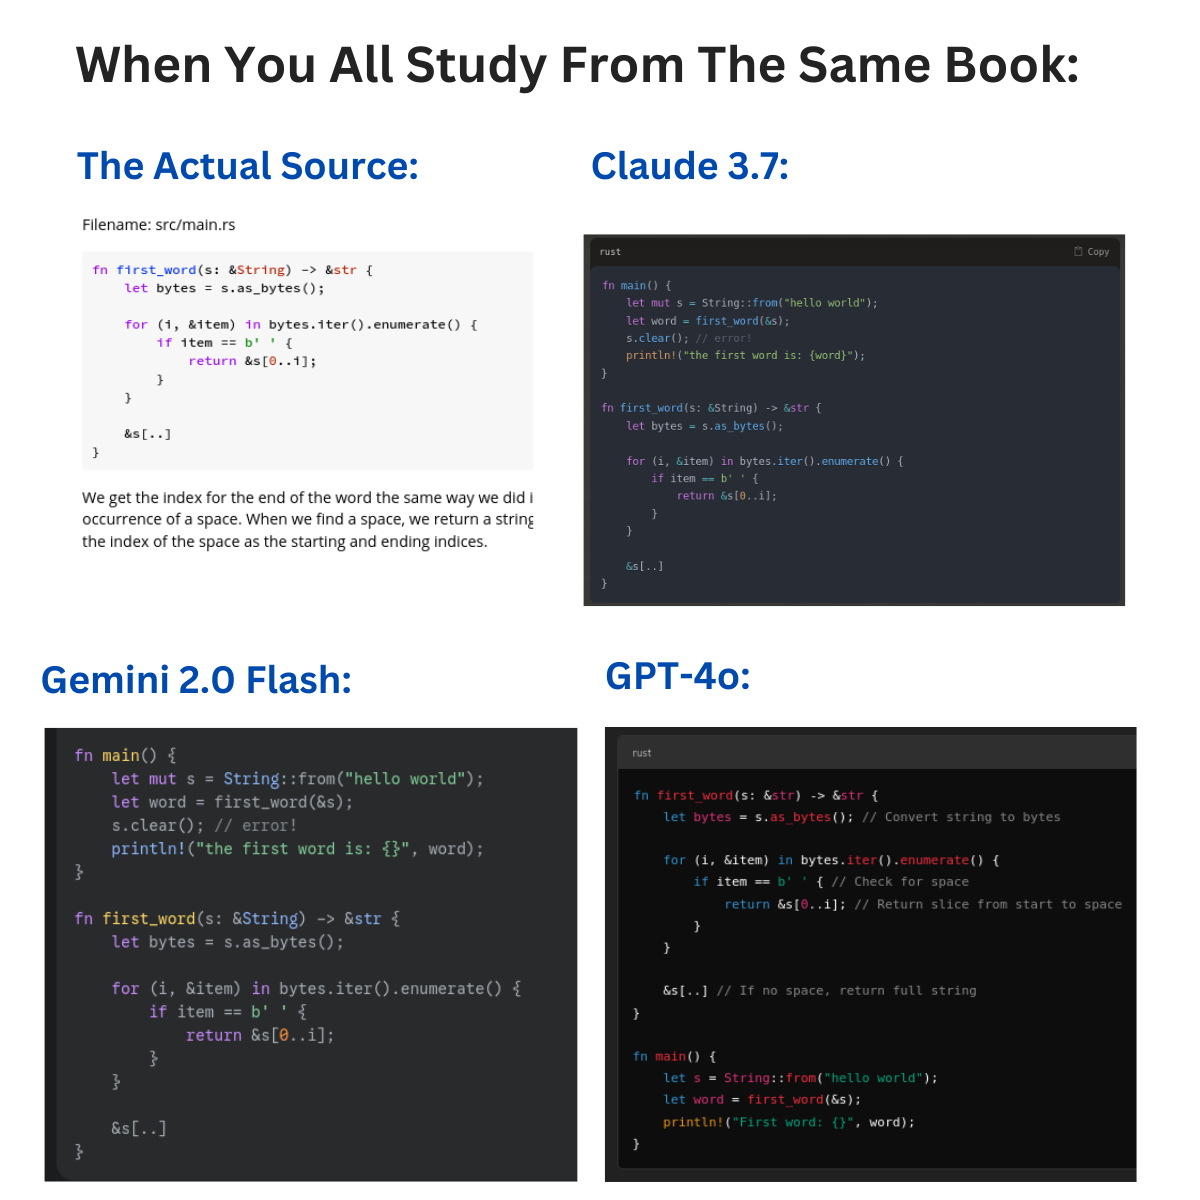 When You All Study From The Same Book:
The Actual Source:
Filename: src/main.rs
fn first_word(s: &String) -> &str {
    let bytes = s.as_bytes();

    for (i, &item) in bytes.iter().enumerate() {
        if item == b' ' {
            return &s[0..i];
        }
    }

    &s[..]
}
We get the index for the end of the word the same way we did i
occurrence of a space. When we find a space, we return a string
the index of the space as the starting and ending indices.
Claude 3.7:
rust
Copy
fn main() {
    let mut s = String::from("hello world");
    let word = first_word(&s);
    s.clear(); // error!
    println!("the first word is: {word}");
}

fn first_word(s: &String) -> &str {
    let bytes = s.as_bytes();

    for (i, &item) in bytes.iter().enumerate() {
        if item == b' ' {
            return &s[0..i];
        }
    }

    &s[..]
}
Gemini 2.0 Flash:
fn main() {
    let mut s = String::from("hello world");
    let word = first_word(&s);
    s.clear(); // error!
    println!("the first word is: {}", word);
}

fn first_word(s: &String) -> &str {
    let bytes = s.as_bytes();

    for (i, &item) in bytes.iter().enumerate() {
        if item == b' ' {
            return &s[0..i];
        }
    }

    &s[..]
}
GPT-4o:
rust
fn first_word(s: &str) -> &str {
    let bytes = s.as_bytes(); // Convert string to bytes

    for (i, &item) in bytes.iter().enumerate() {
        if item == b' ' { // Check for space
            return &s[0..i]; // Return slice from start to space
        }
    }

    &s[..] // If no space, return full string
}

fn main() {
    let s = String::from("hello world");
    let word = first_word(&s);
    println!("First word: {}", word);
}